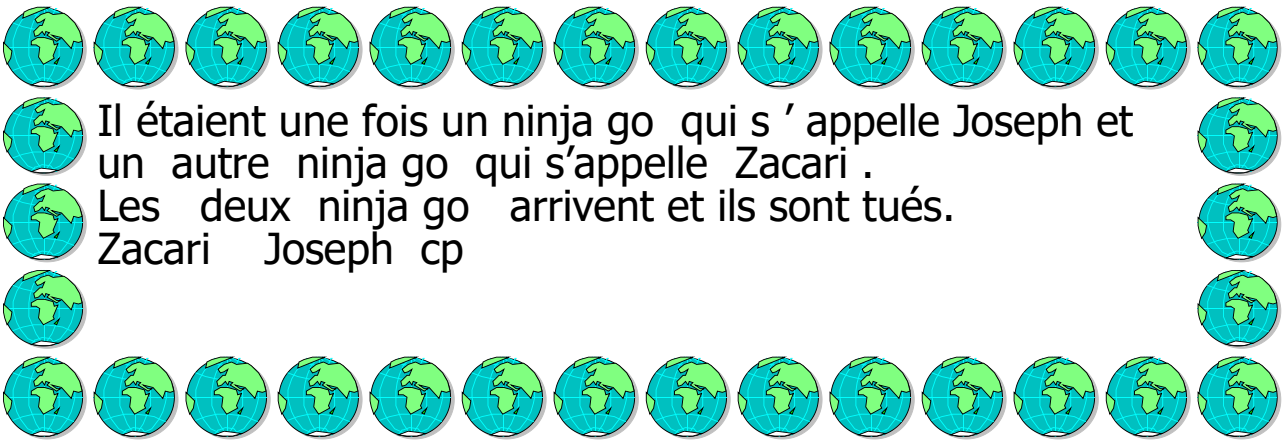 Il étaient une fois un ninja go qui s ’ appelle Joseph et
un autre ninja go qui s’appelle Zacari .
Les deux ninja go arrivent et ils sont tués.
Zacari Joseph cp